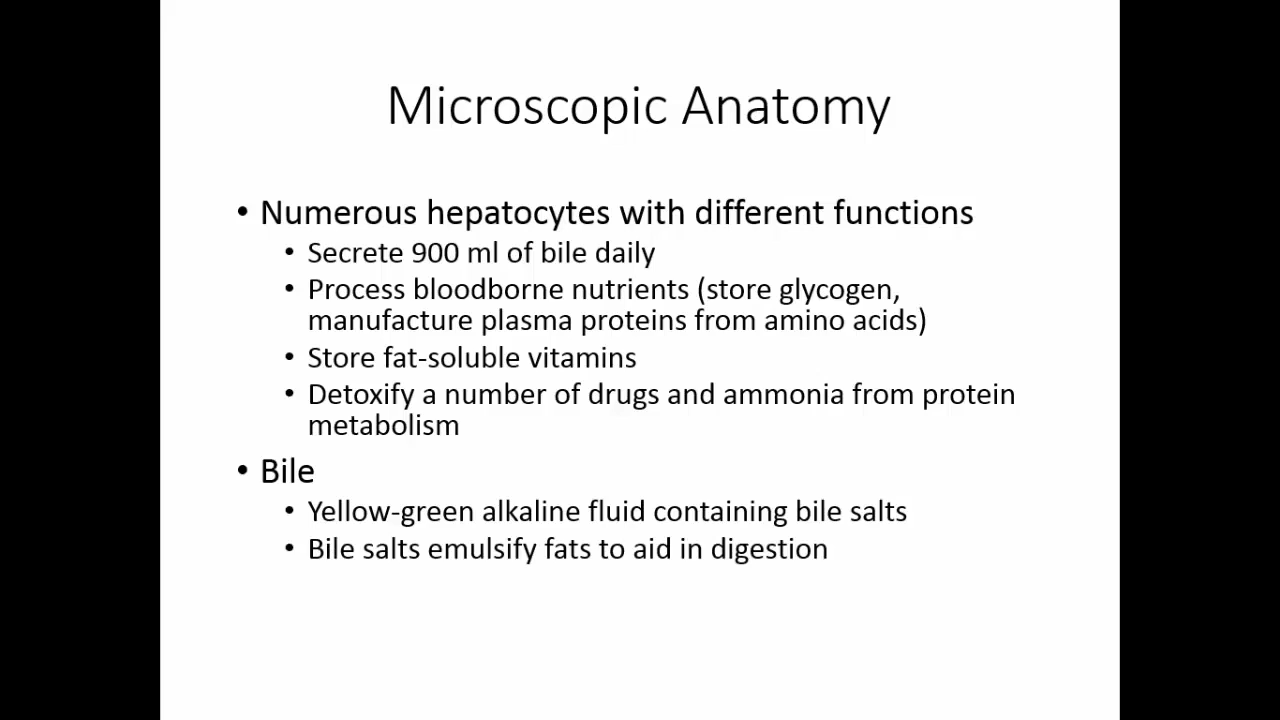 Microscopic Anatomy
• Numerous hepatocytes with different functions
• Secrete 900 ml of bile daily
• Process bloodborne nutrients (store glycogen,
manufacture plasma proteins from amino acids)
• Store fat-soluble vitamins
• Detoxify a number of drugs and ammonia from protein
metabolism
• Bile
• Yellow-green alkaline fluid containing bile salts
• Bile salts emulsify fats to aid in digestion